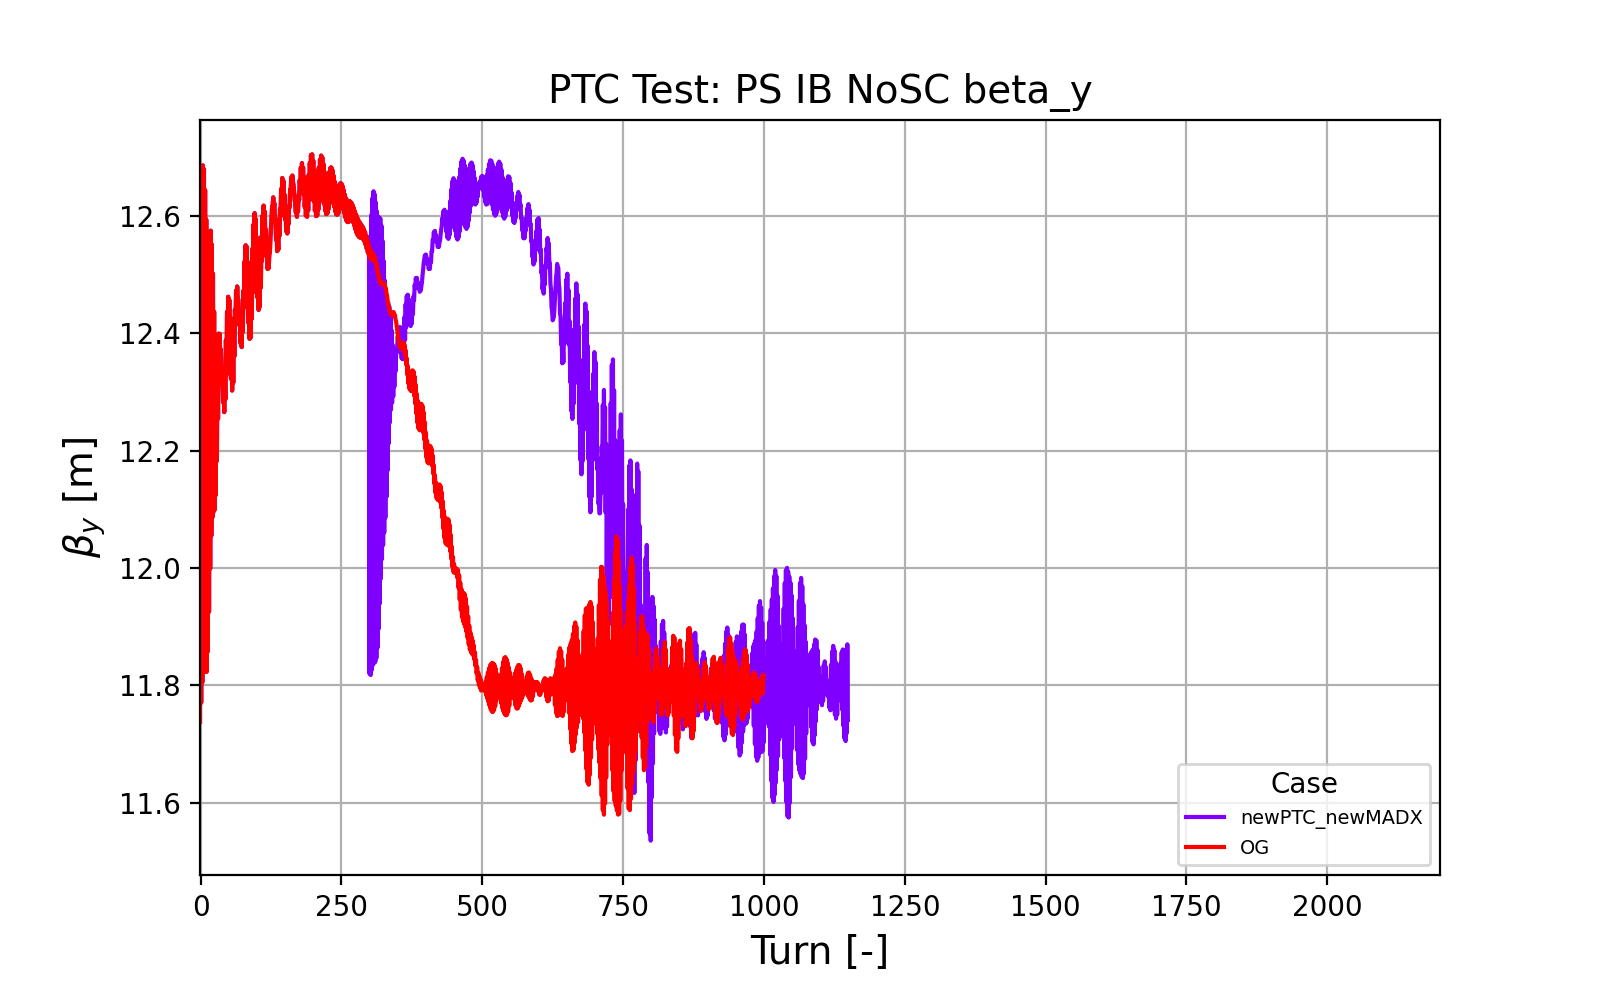 PTC Test: PS IB NoSC beta_y
12.6
12.4
12.2
12.0
11.8
11.6
β_y [m]
0 250 500 750 1000 1250 1500 1750 2000
Turn [-]
Case
newPTC_newMADX
OG